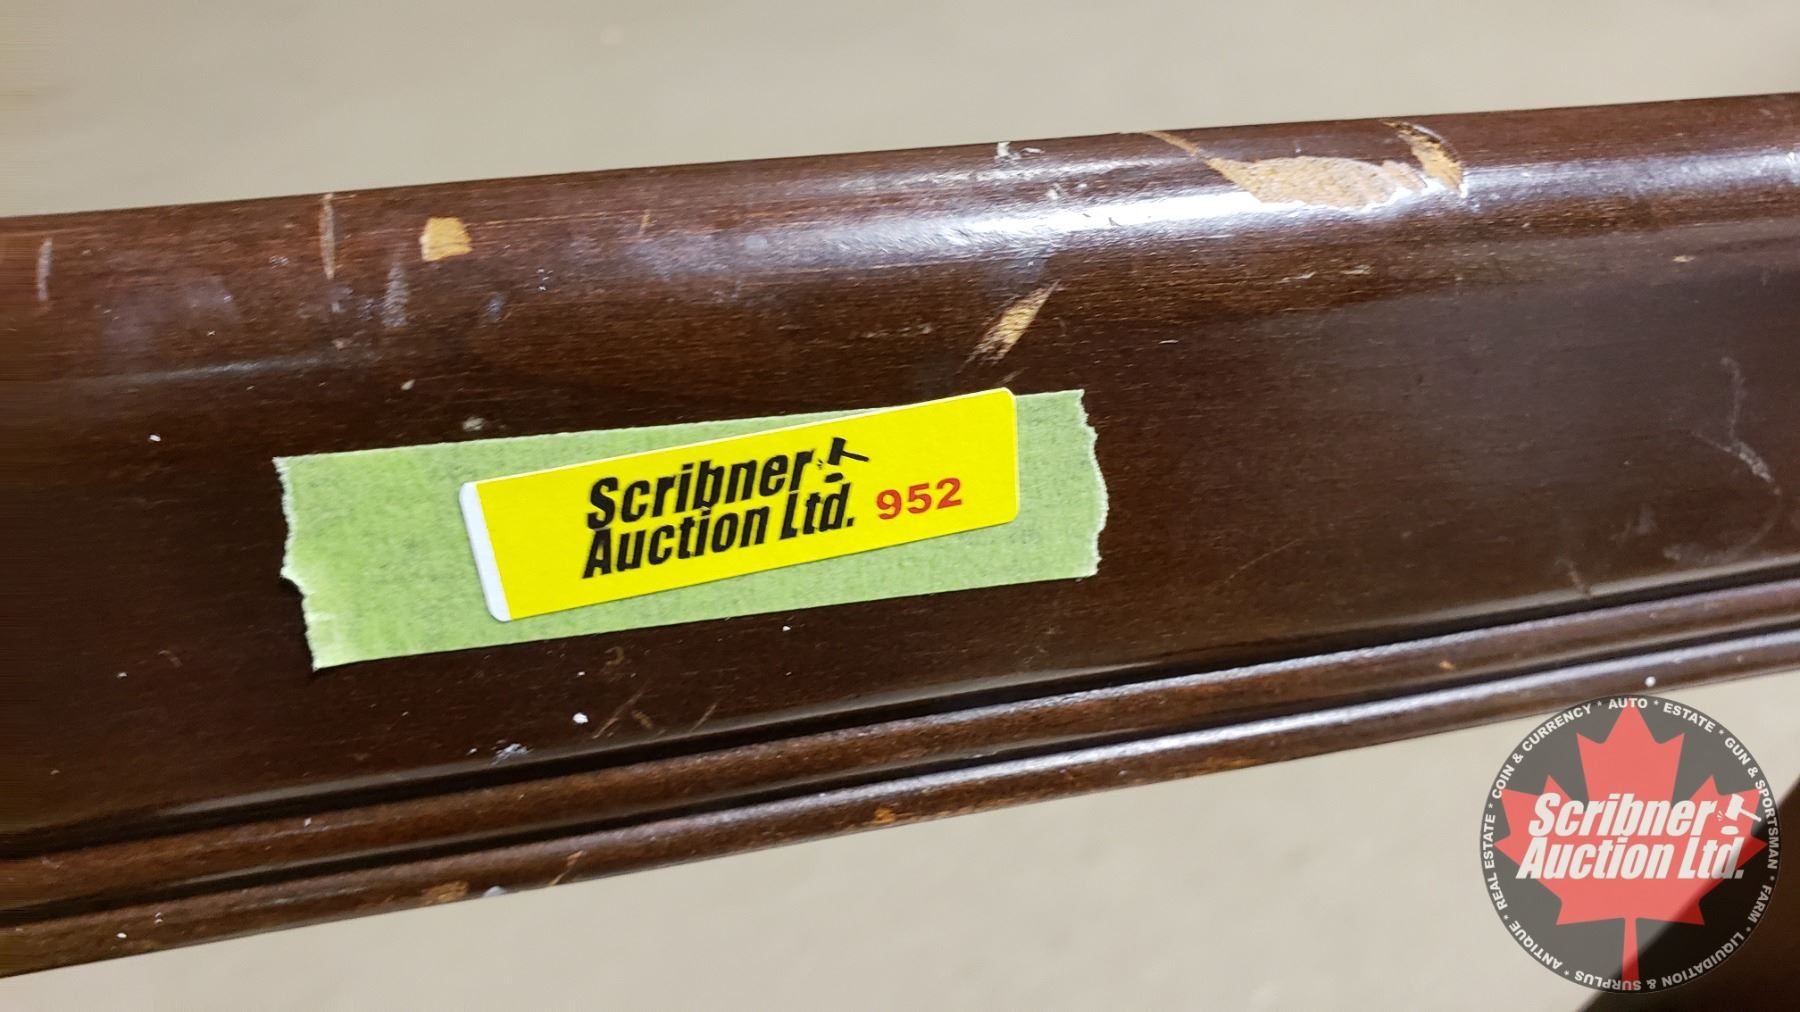 Scribner
Auction Ltd. 952
COIN & CURRENCY * AUTO * ESTATE * GUN & SPORTSMAN * FARM * LIQUIDATION & SURPLUS * ANTIQUE * REAL ESTATE *
Scribner
Auction Ltd.